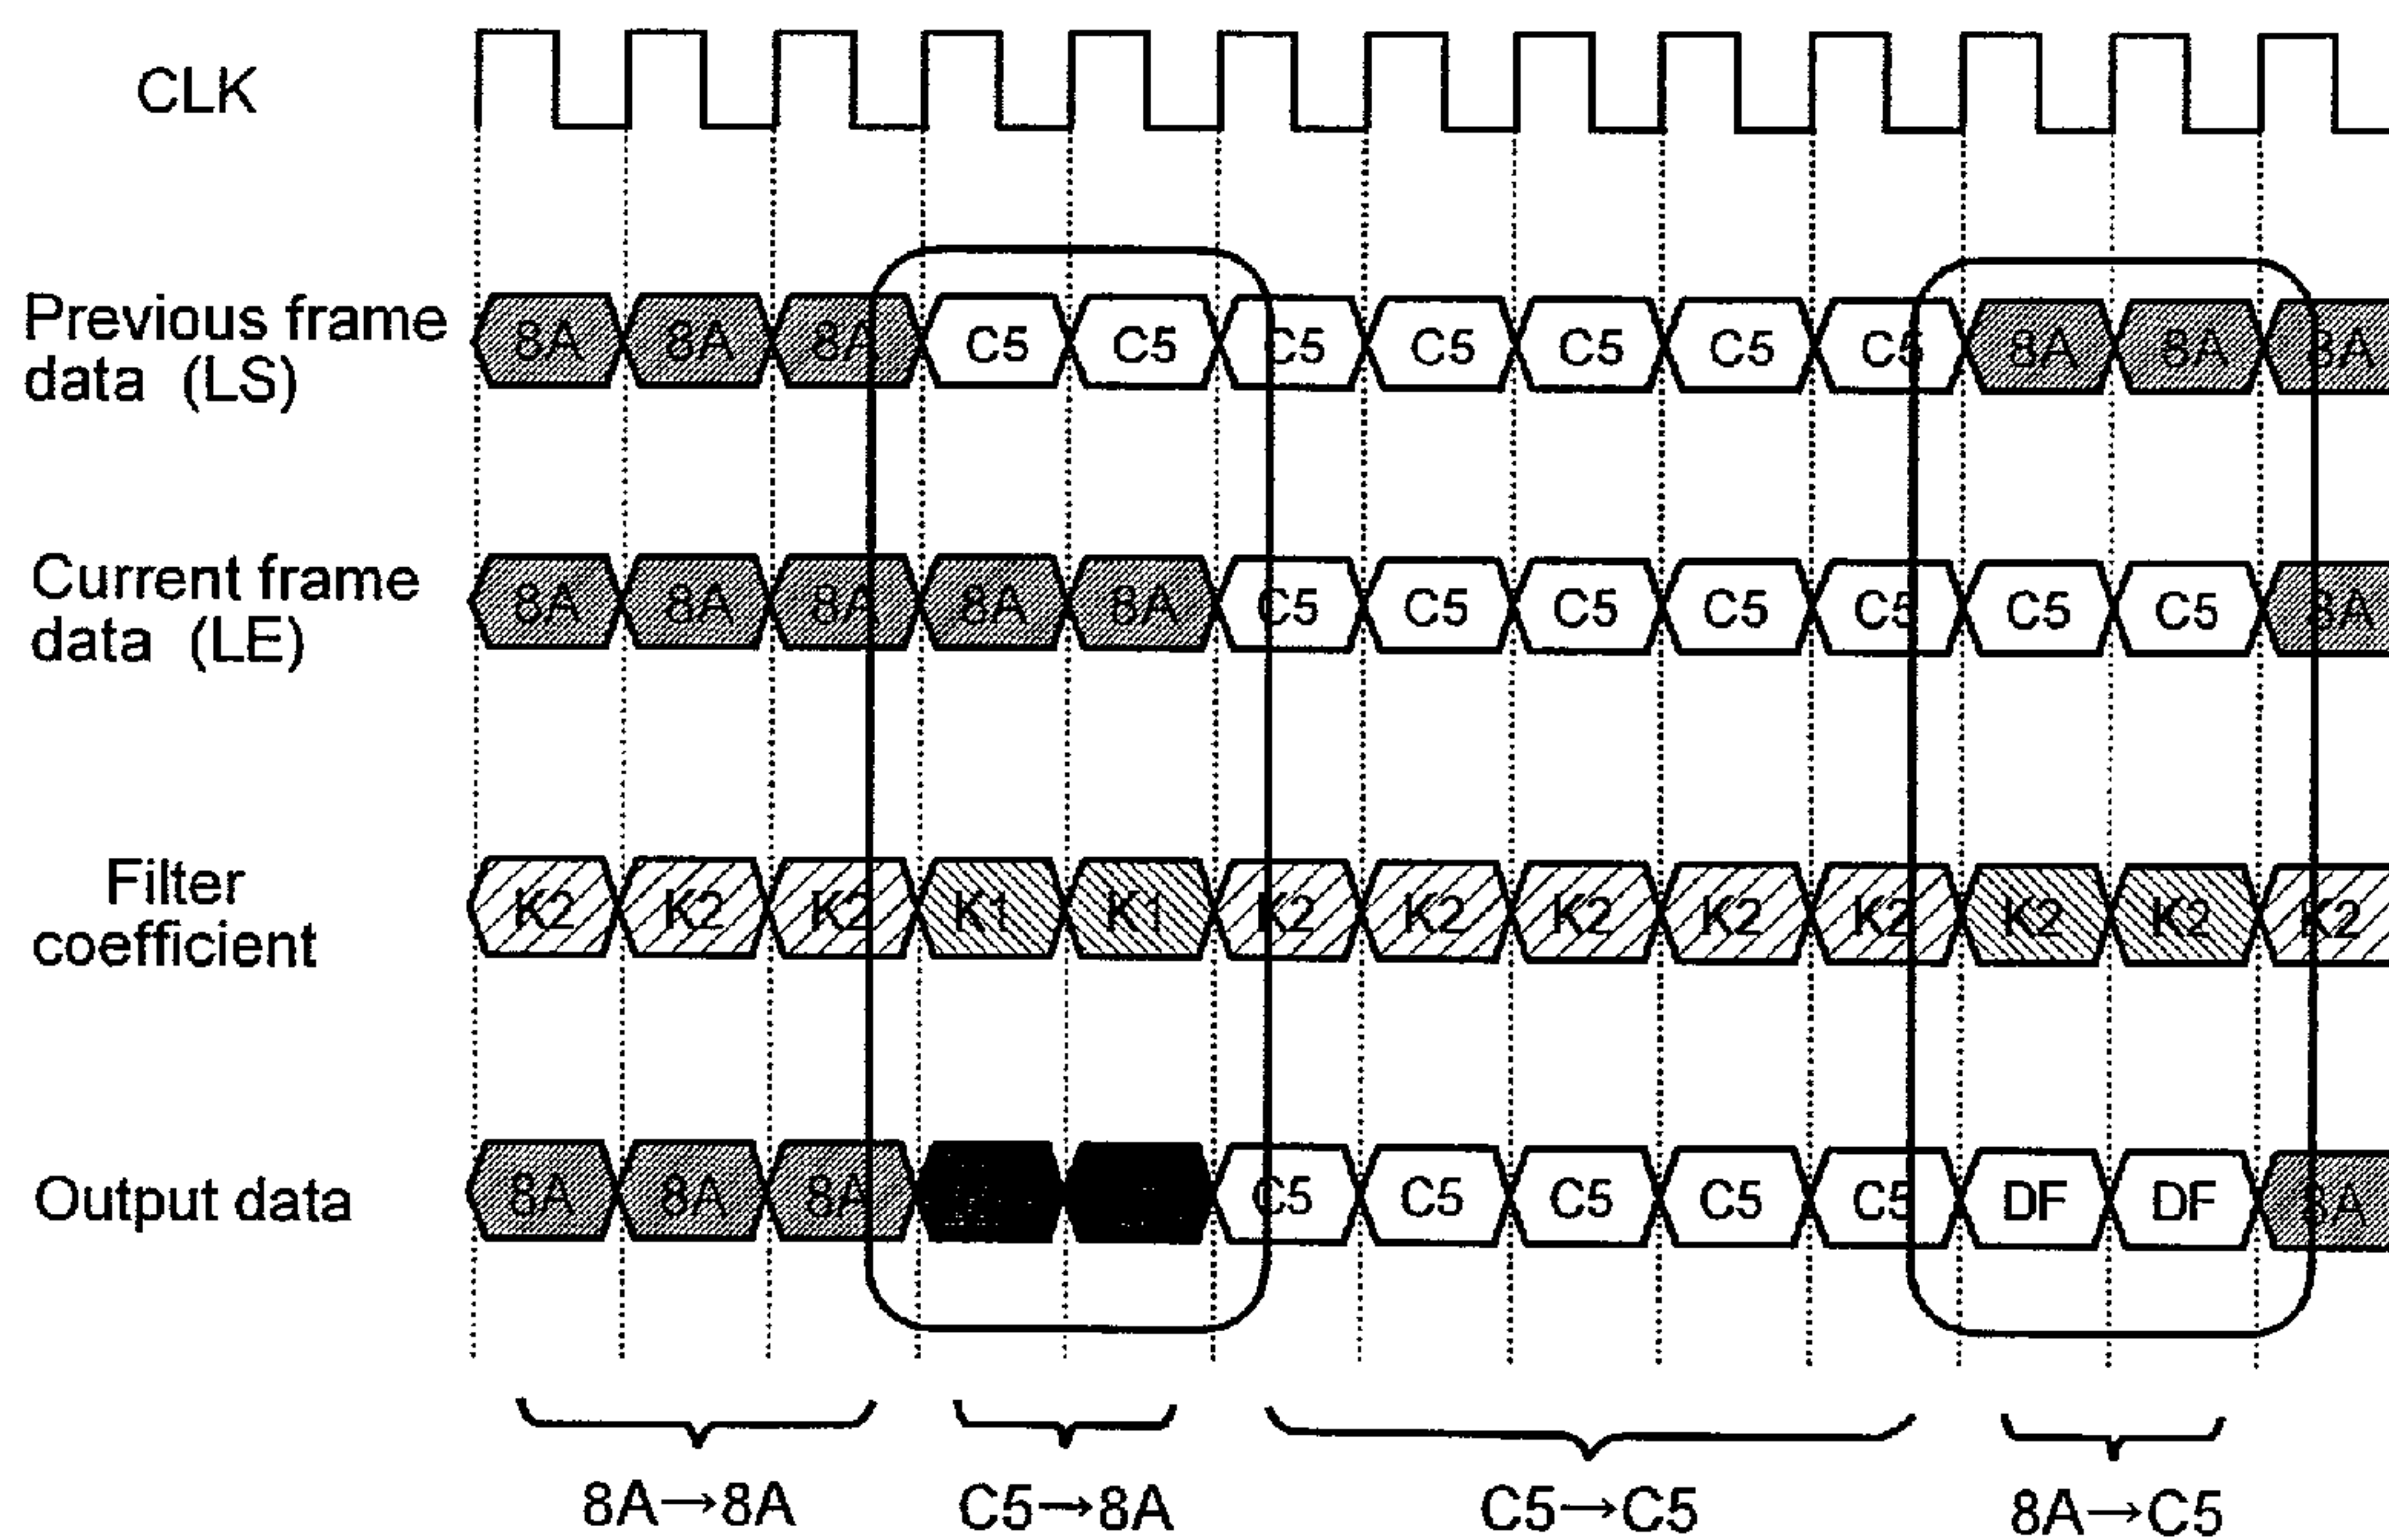 CLK
Previous frame
data (LS)
8A 8A 8A C5 C5 C5 C5 C5 C5 C5 8A 8A 8A
Current frame
data (LE)
8A 8A 8A 8A 8A C5 C5 C5 C5 C5 C5 C5 8A
Filter
coefficient
K2 K2 K2 K1 K1 K2 K2 K2 K2 K2 K2 K2 K2
Output data
8A 8A 8A C5 C5 C5 C5 C5 DF DF 8A
8A→8A C5→8A C5→C5 8A→C5